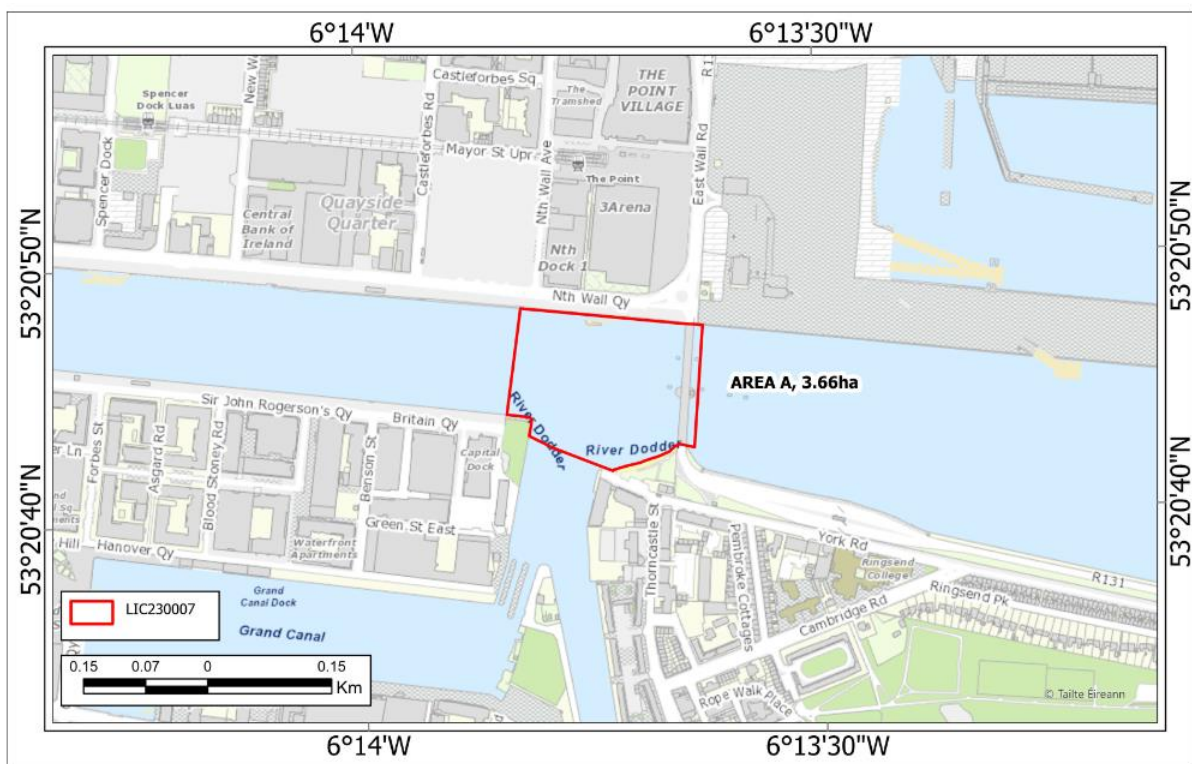 6°14'W
6°13'30"W
53°20'50"N
53°20'50"N
53°20'40"N
53°20'40"N
Spencer
Dock Luas
New Wa
Castleforbes Sq
The
Tramshed
THE
POINT
VILLAGE
R13
Spencer Dock
Castleforbes Rd
Mayor St Upr
Nth Wall Ave
The Point
East Wall Rd
Central
Bank of
Ireland
Quayside
Quarter
3Arena
Nth
Dock 1
Nth Wall Qy
AREA A, 3.66ha
Sir John Rogerson's Qy
Britain Qy
River Dodder
River Dodder
Forbes St
Asgard Rd
Blood Stoney Rd
Benson St
Capital
Dock
Green St East
Waterfront
Apartments
Hill
Hanover Qy
Thorncastle St
Pembroke Cottages
York Rd
Ringsend
College
Cambridge Rd
R131
Ringsend Pk
Grand
Canal Dock
Grand Canal
Rope Walk Place
LIC230007
0.15 0.07 0 0.15
Km
© Tailte Éireann
6°14'W
6°13'30"W